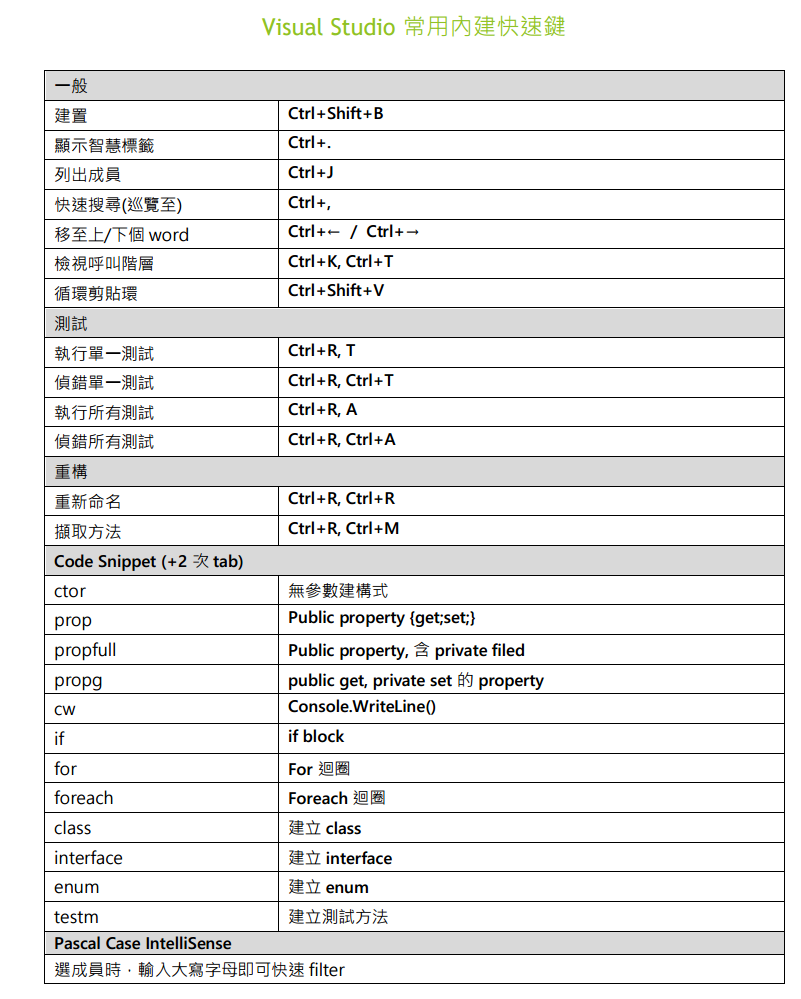 Visual Studio 常用內建快速鍵
一般
建置 Ctrl+Shift+B
顯示智慧標籤 Ctrl+.
列出成員 Ctrl+J
快速搜尋(巡覽至) Ctrl+,
移至上/下個 word Ctrl+← / Ctrl+→
檢視呼叫階層 Ctrl+K, Ctrl+T
循環剪貼環 Ctrl+Shift+V
測試
執行單一測試 Ctrl+R, T
偵錯單一測試 Ctrl+R, Ctrl+T
執行所有測試 Ctrl+R, A
偵錯所有測試 Ctrl+R, Ctrl+A
重構
重新命名 Ctrl+R, Ctrl+R
擷取方法 Ctrl+R, Ctrl+M
Code Snippet (+2 次 tab)
ctor 無參數建構式
prop Public property {get;set;}
propfull Public property, 含 private filed
propg public get, private set 的 property
cw Console.WriteLine()
if if block
for For 迴圈
foreach Foreach 迴圈
class 建立 class
interface 建立 interface
enum 建立 enum
testm 建立測試方法
Pascal Case IntelliSense
選成員時，輸入大寫字母即可快速 filter